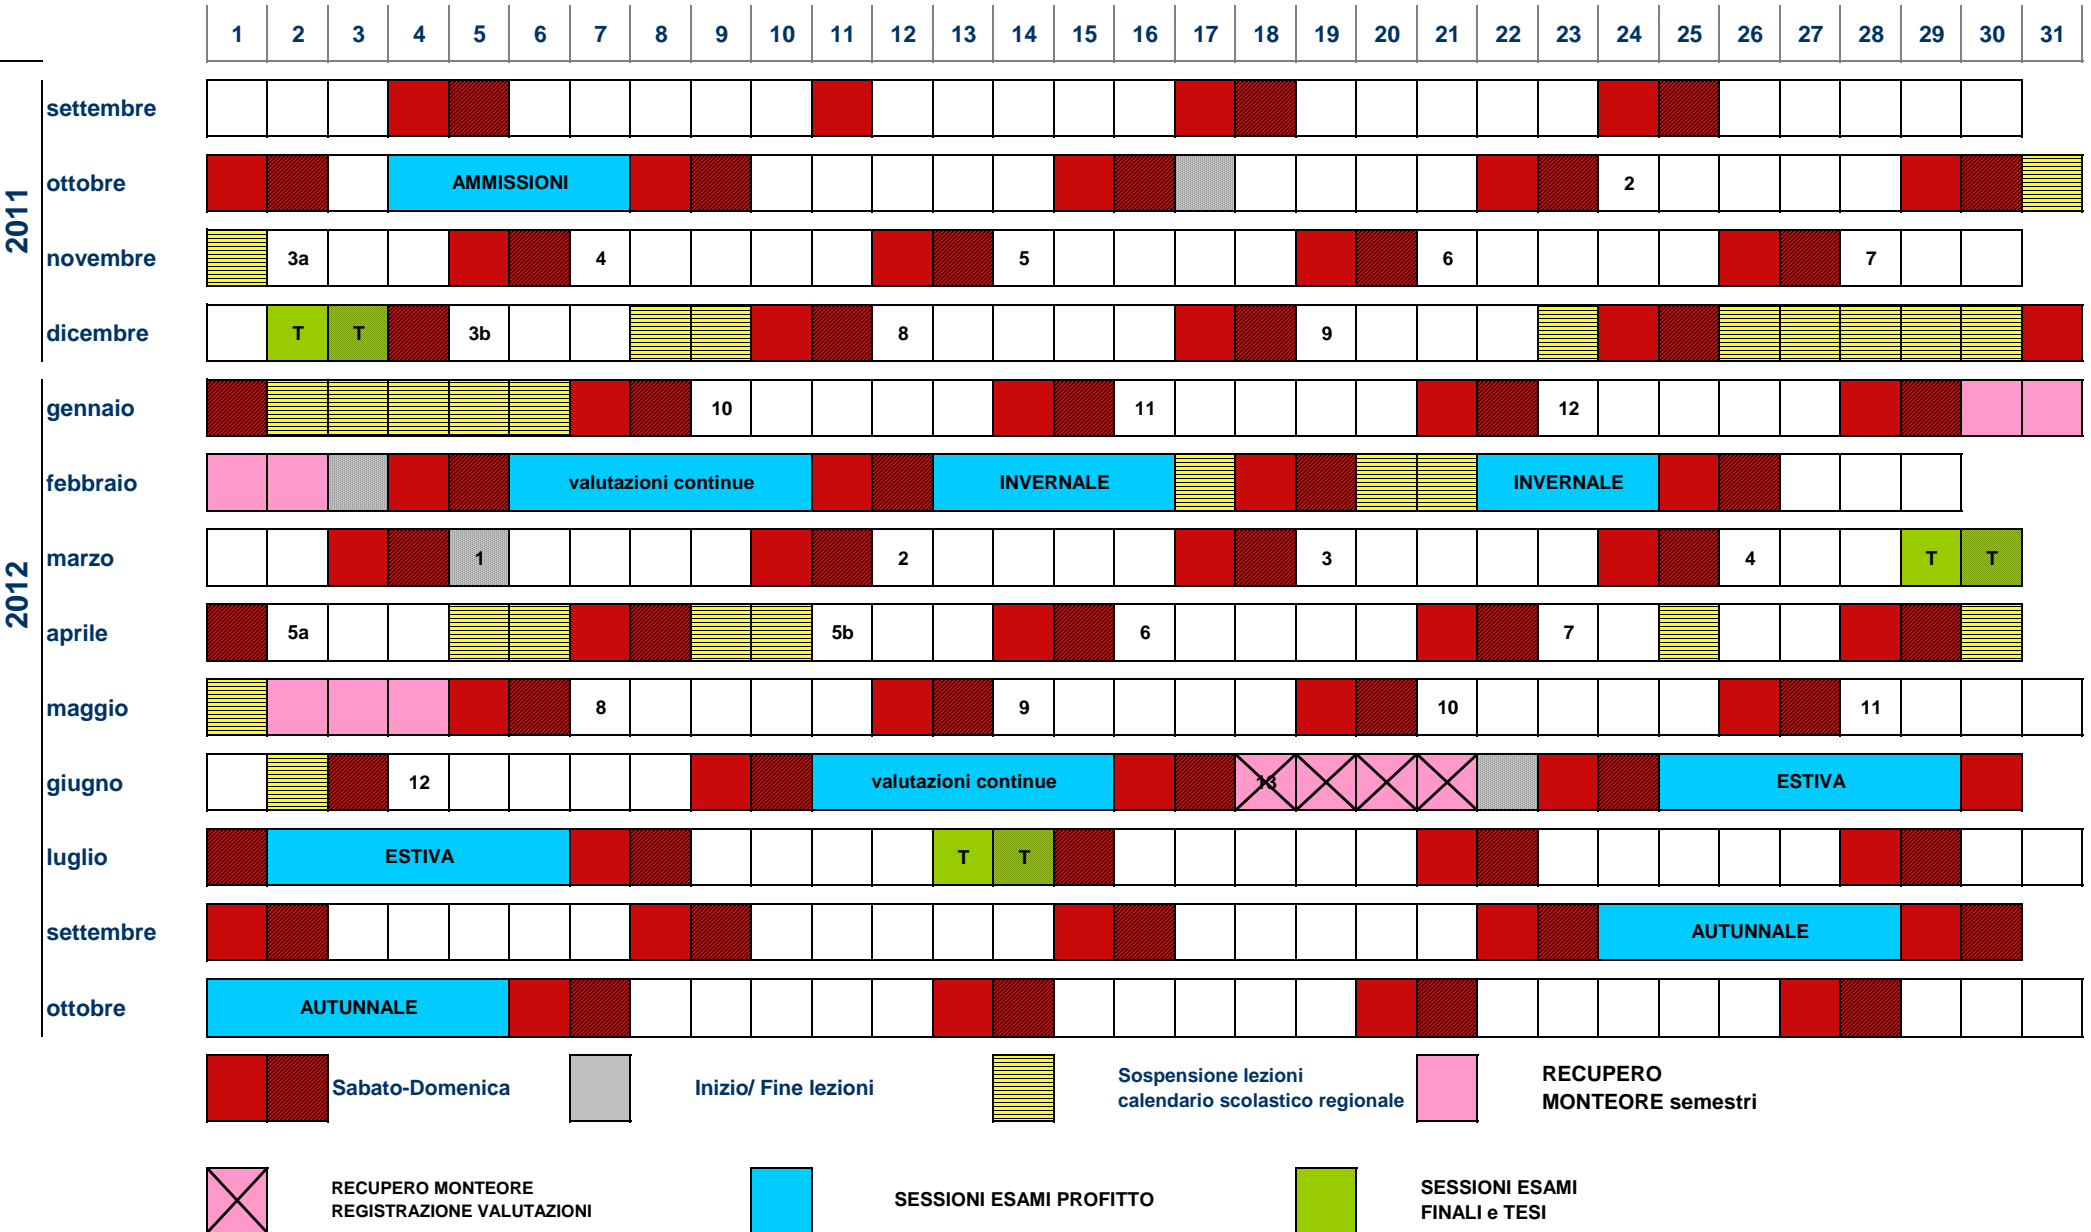 1 2 3 4 5 6 7 8 9 10 11 12 13 14 15 16 17 18 19 20 21 22 23 24 25 26 27 28 29 30 31
2011
settembre
ottobre AMMISSIONI 2
novembre 3a 4 5 6 7
dicembre T T 3b 8 9
2012
gennaio 10 11 12
febbraio valutazioni continue INVERNALE INVERNALE
marzo 1 2 3 4 T T
aprile 5a 5b 6 7
maggio 8 9 10 11
giugno 12 valutazioni continue 13 ESTIVA
luglio ESTIVA T T
settembre AUTUNNALE
ottobre AUTUNNALE
Sabato-Domenica
Inizio/ Fine lezioni
Sospensione lezioni
calendario scolastico regionale
RECUPERO
MONTEORE semestri
RECUPERO MONTEORE
REGISTRAZIONE VALUTAZIONI
SESSIONI ESAMI PROFITTO
SESSIONI ESAMI
FINALI e TESI